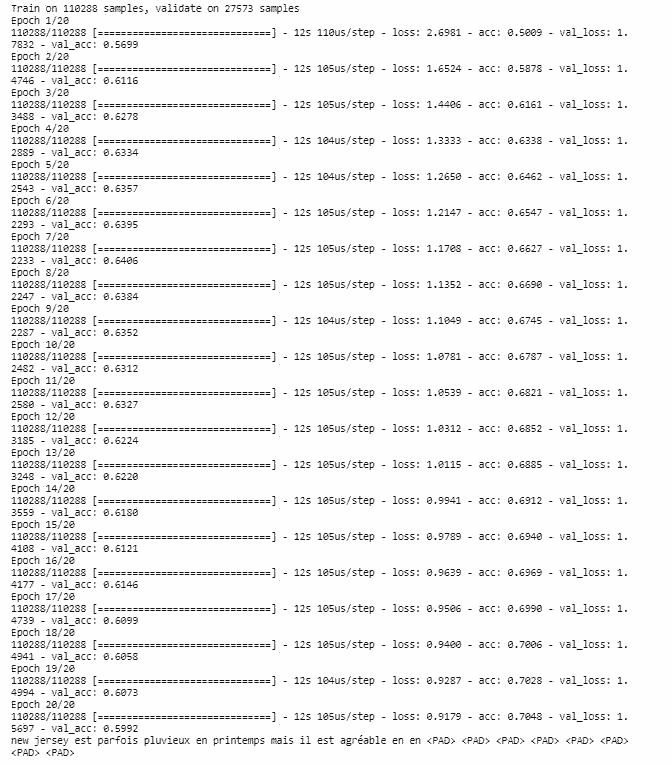 Train on 110288 samples, validate on 27573 samples
Epoch 1/20
110288/110288 [==============================] - 12s 110us/step - loss: 2.6981 - acc: 0.5009 - val_loss: 1.
7832 - val_acc: 0.5699
Epoch 2/20
110288/110288 [==============================] - 12s 105us/step - loss: 1.6524 - acc: 0.5878 - val_loss: 1.
4746 - val_acc: 0.6116
Epoch 3/20
110288/110288 [==============================] - 12s 105us/step - loss: 1.4406 - acc: 0.6161 - val_loss: 1.
3488 - val_acc: 0.6278
Epoch 4/20
110288/110288 [==============================] - 12s 104us/step - loss: 1.3333 - acc: 0.6338 - val_loss: 1.
2889 - val_acc: 0.6334
Epoch 5/20
110288/110288 [==============================] - 12s 104us/step - loss: 1.2650 - acc: 0.6462 - val_loss: 1.
2543 - val_acc: 0.6357
Epoch 6/20
110288/110288 [==============================] - 12s 105us/step - loss: 1.2147 - acc: 0.6547 - val_loss: 1.
2293 - val_acc: 0.6395
Epoch 7/20
110288/110288 [==============================] - 12s 105us/step - loss: 1.1708 - acc: 0.6627 - val_loss: 1.
2233 - val_acc: 0.6406
Epoch 8/20
110288/110288 [==============================] - 12s 105us/step - loss: 1.1352 - acc: 0.6690 - val_loss: 1.
2247 - val_acc: 0.6384
Epoch 9/20
110288/110288 [==============================] - 12s 104us/step - loss: 1.1049 - acc: 0.6745 - val_loss: 1.
2287 - val_acc: 0.6352
Epoch 10/20
110288/110288 [==============================] - 12s 105us/step - loss: 1.0781 - acc: 0.6787 - val_loss: 1.
2482 - val_acc: 0.6312
Epoch 11/20
110288/110288 [==============================] - 12s 105us/step - loss: 1.0539 - acc: 0.6821 - val_loss: 1.
2580 - val_acc: 0.6327
Epoch 12/20
110288/110288 [==============================] - 12s 105us/step - loss: 1.0312 - acc: 0.6852 - val_loss: 1.
3185 - val_acc: 0.6224
Epoch 13/20
110288/110288 [==============================] - 12s 105us/step - loss: 1.0115 - acc: 0.6885 - val_loss: 1.
3248 - val_acc: 0.6220
Epoch 14/20
110288/110288 [==============================] - 12s 105us/step - loss: 0.9941 - acc: 0.6912 - val_loss: 1.
3559 - val_acc: 0.6180
Epoch 15/20
110288/110288 [==============================] - 12s 105us/step - loss: 0.9789 - acc: 0.6940 - val_loss: 1.
4108 - val_acc: 0.6121
Epoch 16/20
110288/110288 [==============================] - 12s 105us/step - loss: 0.9639 - acc: 0.6969 - val_loss: 1.
4177 - val_acc: 0.6146
Epoch 17/20
110288/110288 [==============================] - 12s 105us/step - loss: 0.9506 - acc: 0.6990 - val_loss: 1.
4739 - val_acc: 0.6099
Epoch 18/20
110288/110288 [==============================] - 12s 105us/step - loss: 0.9400 - acc: 0.7006 - val_loss: 1.
4941 - val_acc: 0.6058
Epoch 19/20
110288/110288 [==============================] - 12s 104us/step - loss: 0.9287 - acc: 0.7028 - val_loss: 1.
4994 - val_acc: 0.6073
Epoch 20/20
110288/110288 [==============================] - 12s 105us/step - loss: 0.9179 - acc: 0.7048 - val_loss: 1.
5697 - val_acc: 0.5992
new jersey est parfois pluvieux en printemps mais il est agréable en en <PAD> <PAD> <PAD> <PAD> <PAD> <PAD>
<PAD> <PAD>